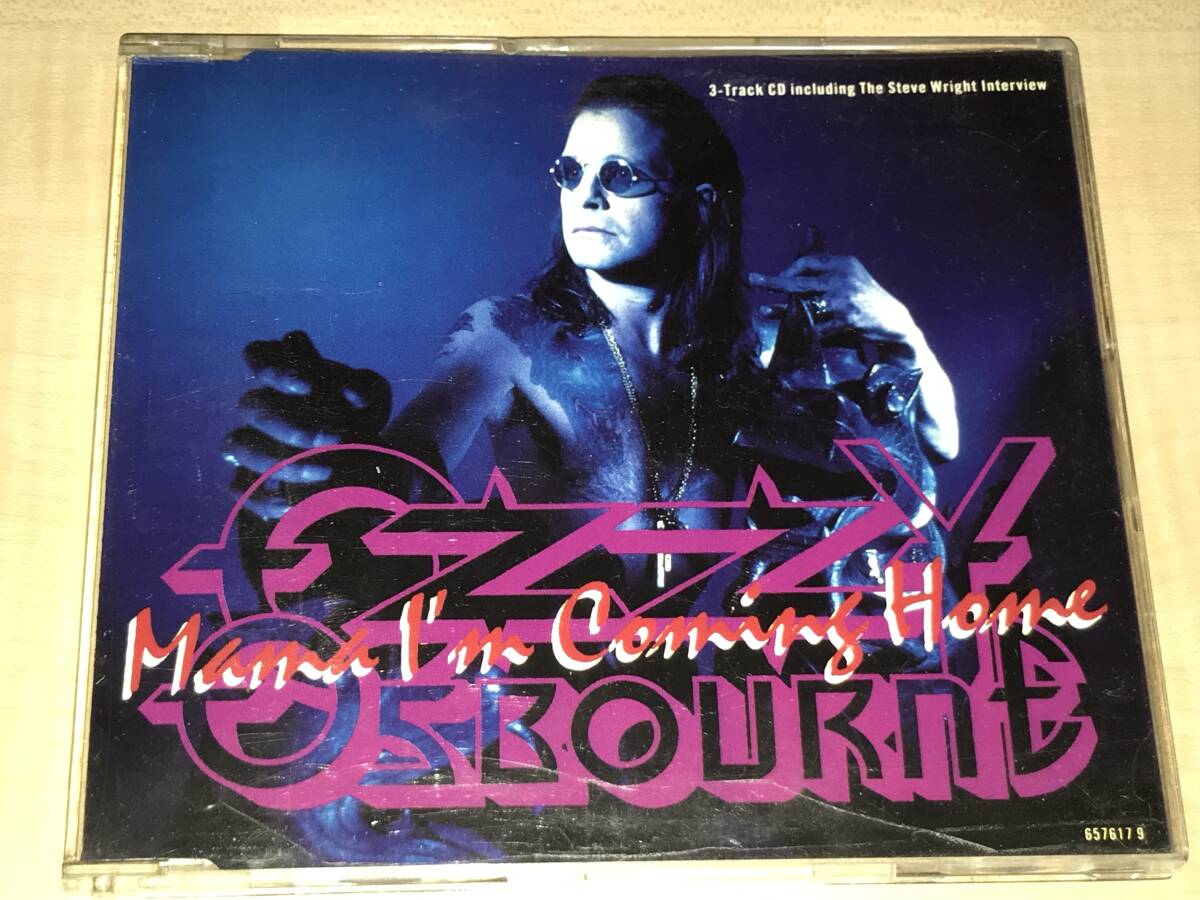 3-Track CD including The Steve Wright Interview
Ozzy
Mama I'm Coming Home
Osbourne
657617 9